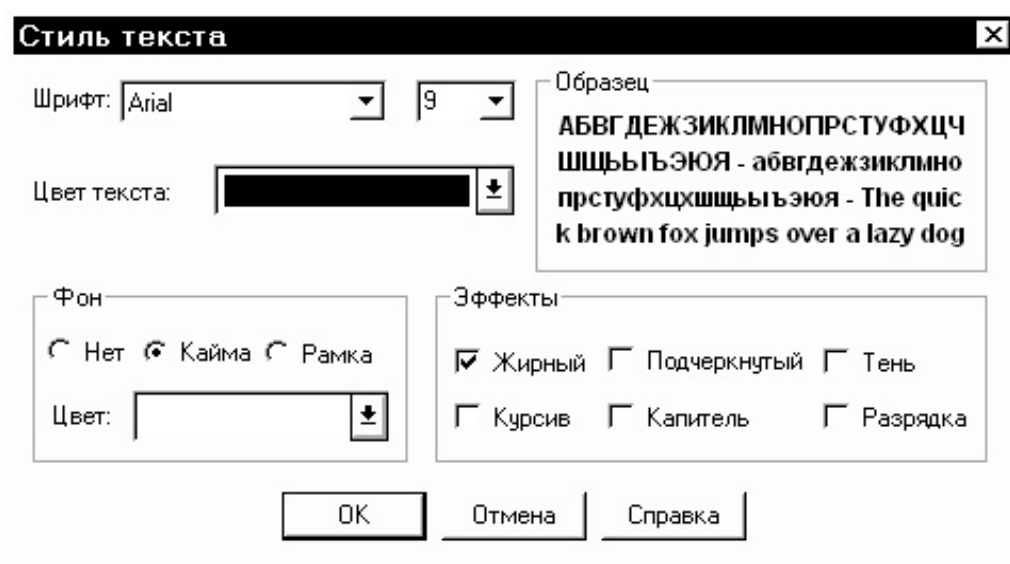 Стиль текста
Шрифт: Arial 9
Цвет текста:
Образец
АБВГДЕЖЗИКЛМНОПРСТУФХЦЧ
ШЩЬЫЪЭЮЯ - абвгдежзиклмно
прстуфхцхшщьыъэюя - The quic
k brown fox jumps over a lazy dog
Фон
Нет Кайма Рамка
Цвет:
Эффекты
Жирный Подчеркнутый Тень
Курсив Капитель Разрядка
OK Отмена Справка